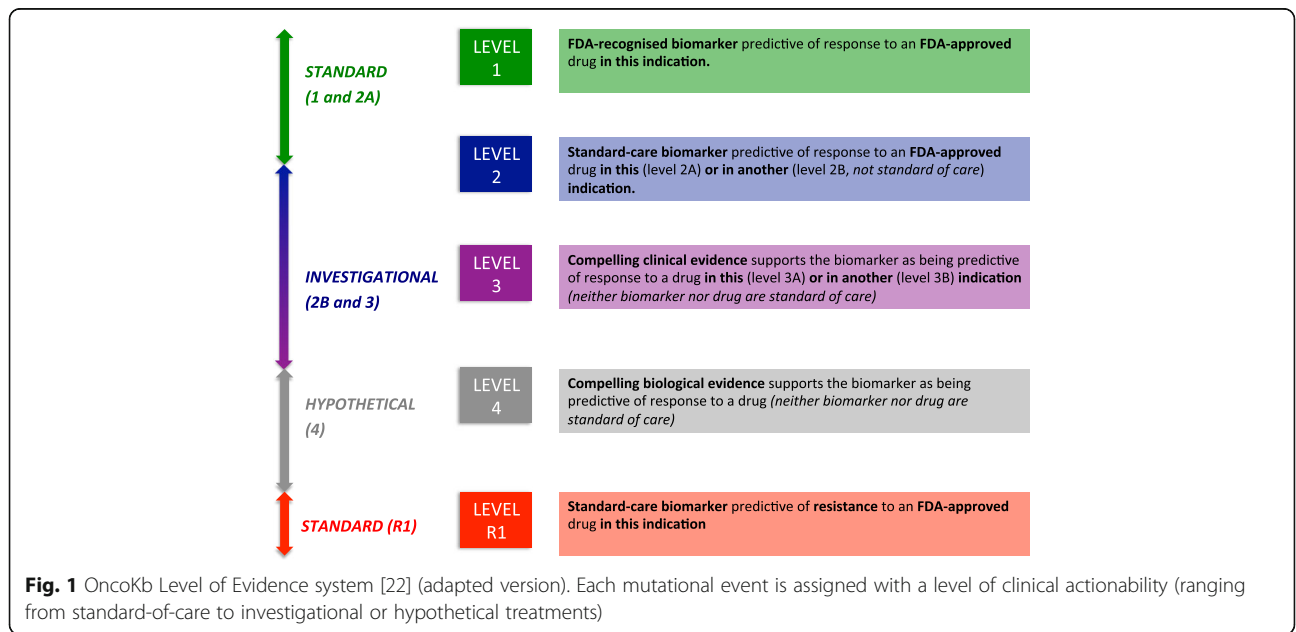 STANDARD
(1 and 2A)
LEVEL
1
FDA-recognised biomarker predictive of response to an FDA-approved
drug in this indication.
LEVEL
2
Standard-care biomarker predictive of response to an FDA-approved
drug in this (level 2A) or in another (level 2B, not standard of care)
indication.
INVESTIGATIONAL
(2B and 3)
LEVEL
3
Compelling clinical evidence supports the biomarker as being predictive
of response to a drug in this (level 3A) or in another (level 3B) indication
(neither biomarker nor drug are standard of care)
HYPOTHETICAL
(4)
LEVEL
4
Compelling biological evidence supports the biomarker as being
predictive of response to a drug (neither biomarker nor drug are
standard of care)
STANDARD (R1)
LEVEL
R1
Standard-care biomarker predictive of resistance to an FDA-approved
drug in this indication
Fig. 1 OncoKb Level of Evidence system [22] (adapted version). Each mutational event is assigned with a level of clinical actionability (ranging
from standard-of-care to investigational or hypothetical treatments)